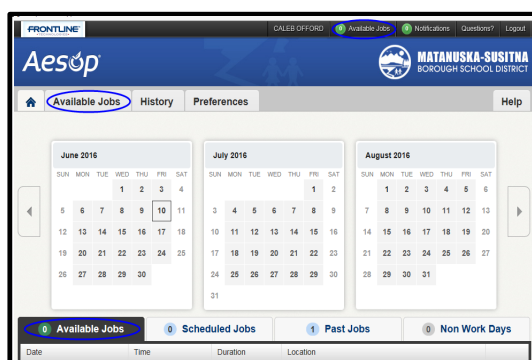 FRONTLINE
CALEB OFFORD 0 Available Jobs 0 Notifications Questions? Logout
Aesop
MATANUSKA-SUSITNA
BOROUGH SCHOOL DISTRICT
Available Jobs History Preferences Help
June 2016 July 2016 August 2016
SUN MON TUE WED THU FRI SAT SUN MON TUE WED THU FRI SAT SUN MON TUE WED THU FRI SAT
1 2 3 4 1 2 1 2 3 4 5 6
5 6 7 8 9 10 11 3 4 5 6 7 8 9 7 8 9 10 11 12 13
12 13 14 15 16 17 18 10 11 12 13 14 15 16 14 15 16 17 18 19 20
19 20 21 22 23 24 25 17 18 19 20 21 22 23 21 22 23 24 25 26 27
26 27 28 29 30 24 25 26 27 28 29 30 28 29 30 31
31
0 Available Jobs 0 Scheduled Jobs 1 Past Jobs 0 Non Work Days
Date Time Duration Location